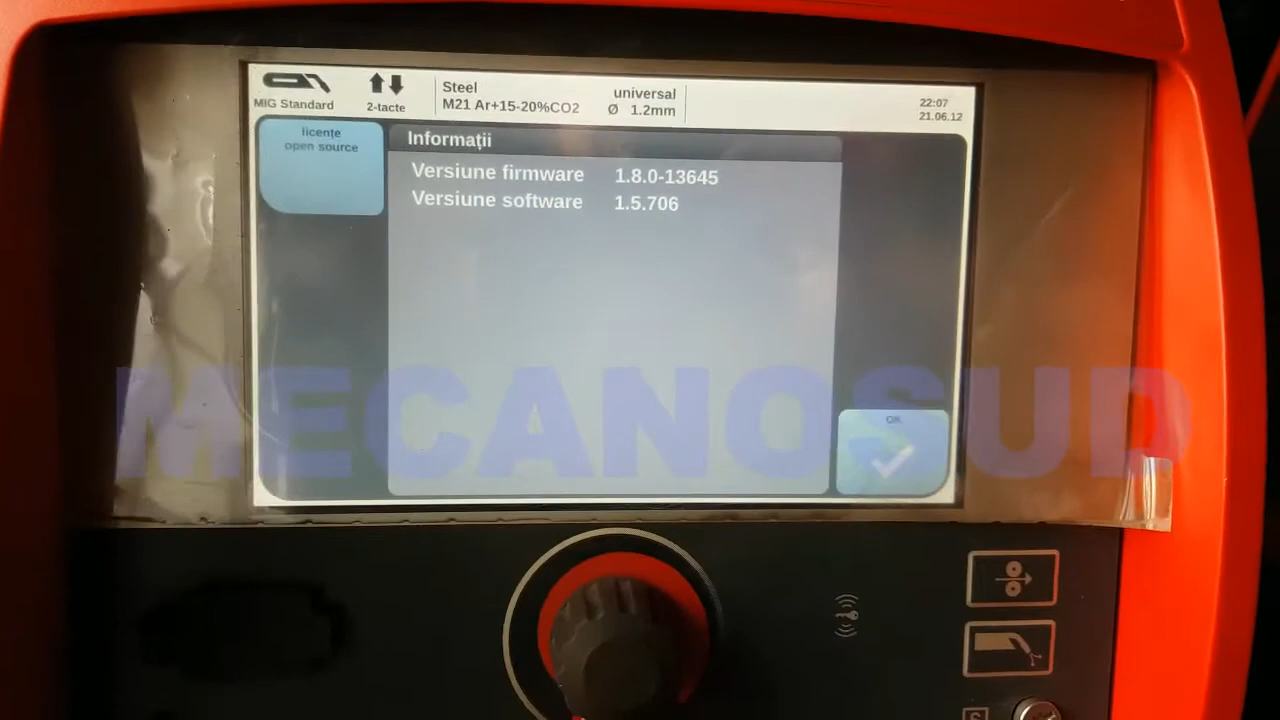 MIG Standard
2-tacte
Steel
M21 Ar+15-20%CO2
universal
Ø 1.2mm
22:07
21.06.12
licențe
open source
Informații
Versiune firmware 1.8.0-13645
Versiune software 1.5.706
OK
MECANOSUD
S